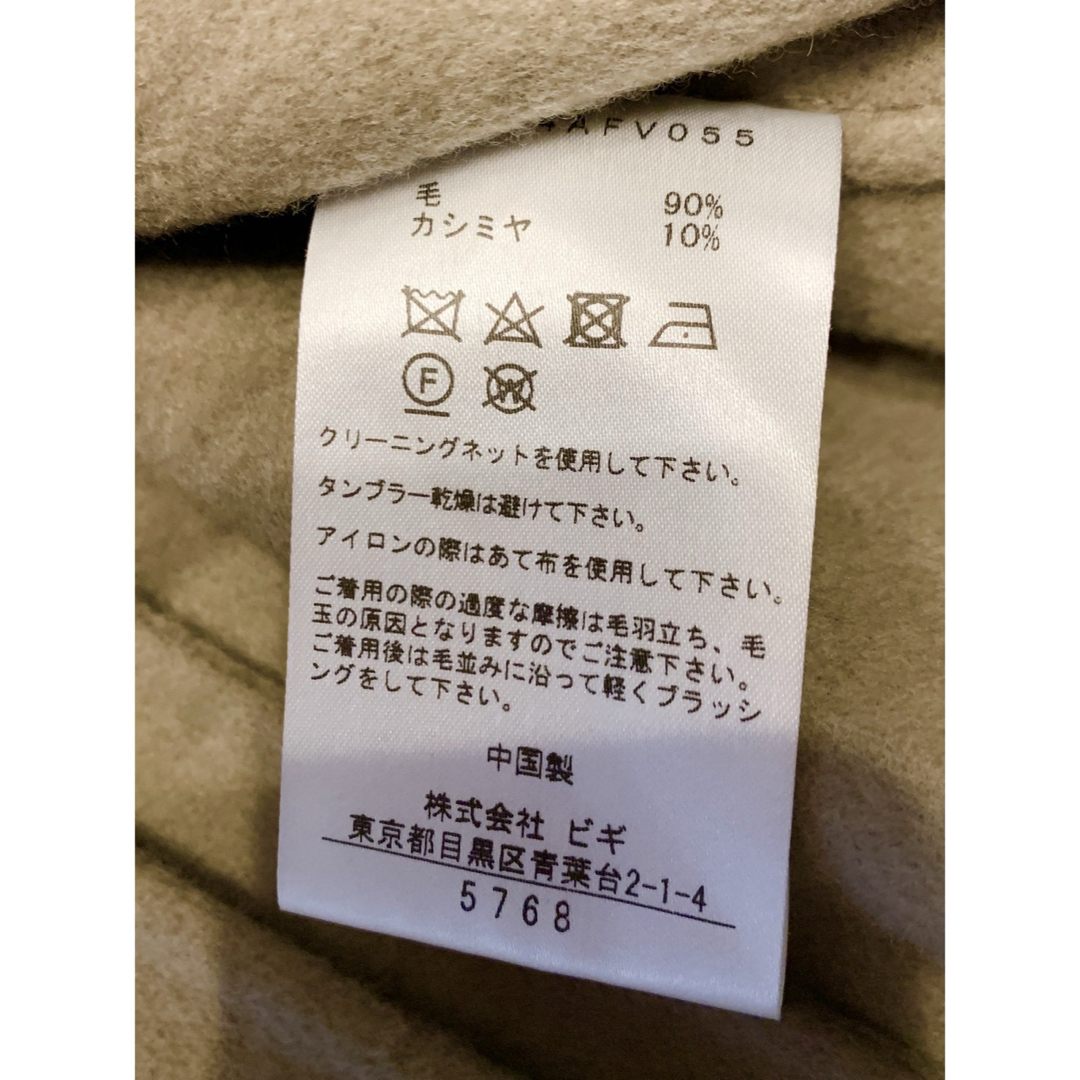 4AFV055
毛 90%
カシミヤ 10%
F W
クリーニングネットを使用して下さい。
タンブラー乾燥は避けて下さい。
アイロンの際はあて布を使用して下さい。
ご着用の際の過度な摩擦は毛羽立ち、毛
玉の原因となりますのでご注意下さい。
ご着用後は毛並みに沿って軽くブラッシ
ングをして下さい。
中国製
株式会社 ビギ
東京都目黒区青葉台2-1-4
5768